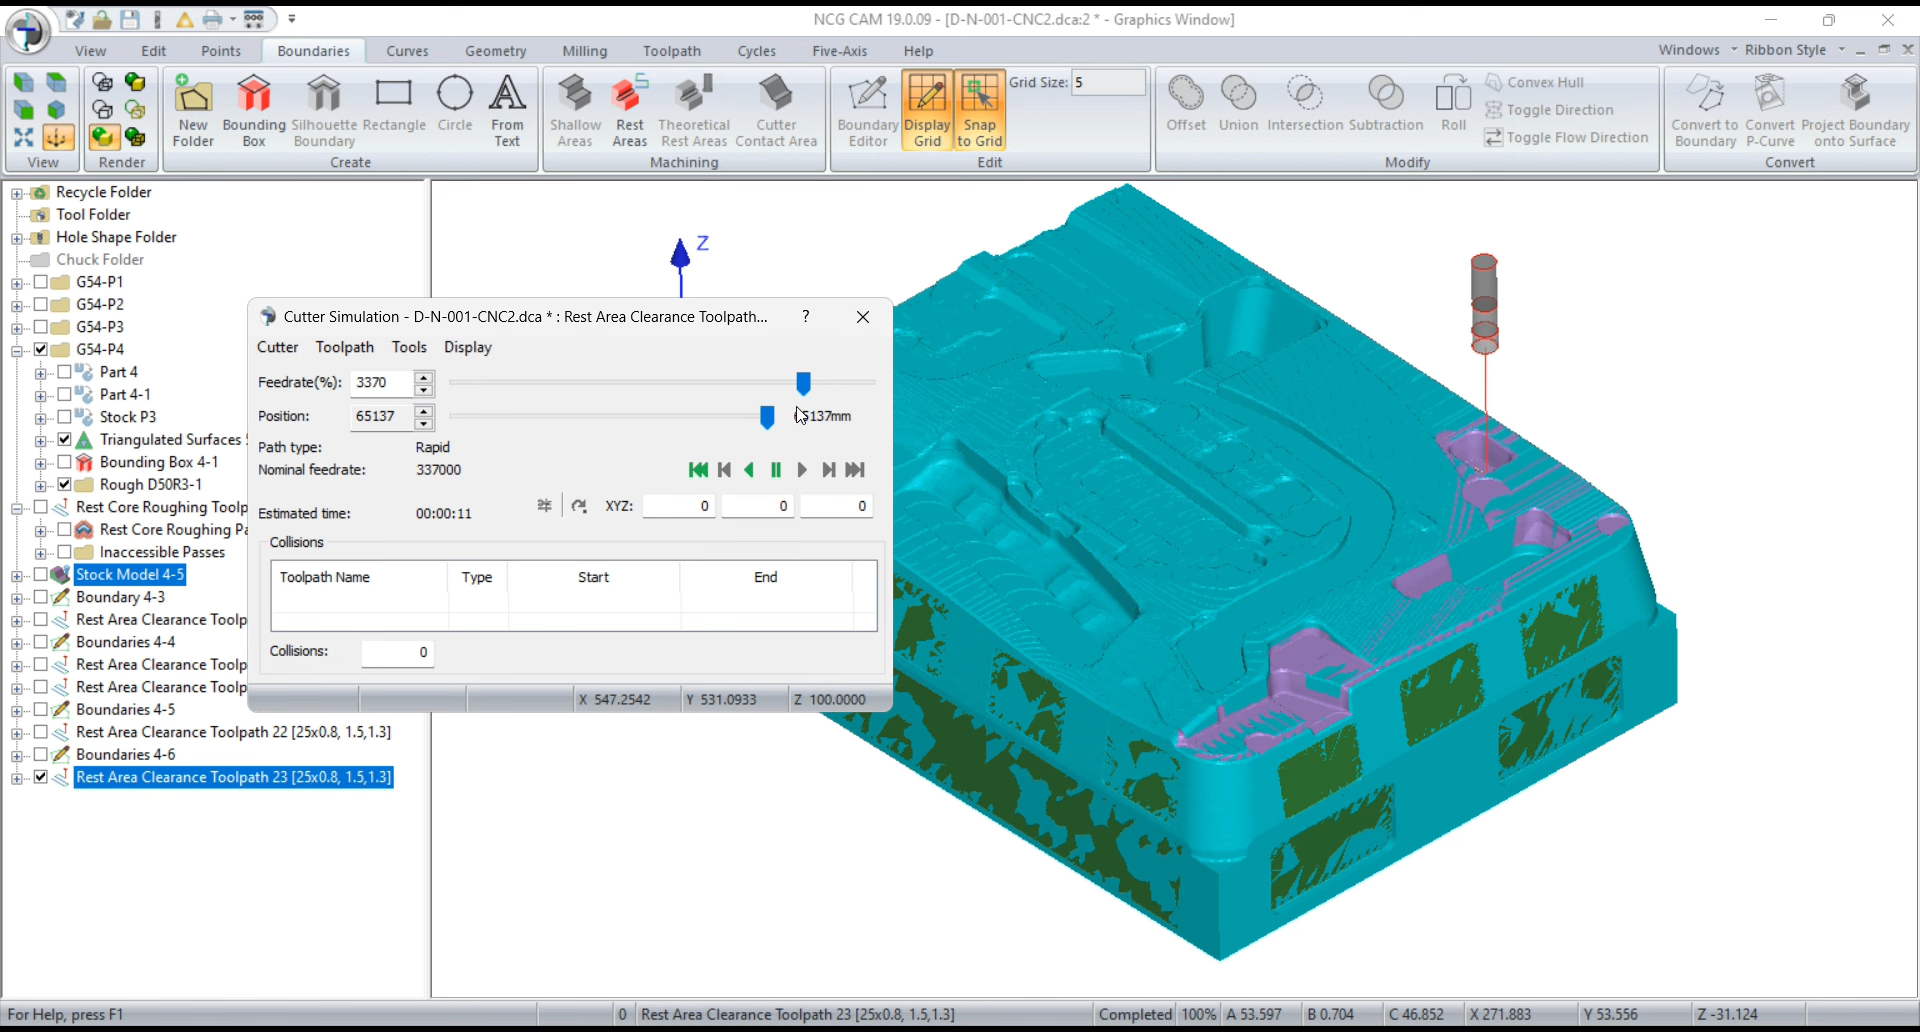 NCG CAM 19.0.09 - [D-N-001-CNC2.dca:2 * - Graphics Window]
View Edit Points Boundaries Curves Geometry Milling Toolpath Cycles Five-Axis Help Windows Ribbon Style
New Folder
Bounding Box
Silhouette Boundary
Rectangle
Circle
From Text
Shallow Areas
Rest Areas
Theoretical Rest Areas
Cutter Contact Area
Boundary Editor
Display Grid
Snap to Grid
Grid Size: 5
Offset
Union
Intersection
Subtraction
Roll
Convex Hull
Toggle Direction
Toggle Flow Direction
Convert to Boundary
Convert P-Curve
Project Boundary onto Surface
View Render Create Machining Edit Modify Convert
Recycle Folder
Tool Folder
Hole Shape Folder
Chuck Folder
G54-P1
G54-P2
G54-P3
G54-P4
Part 4
Part 4-1
Stock P3
Triangulated Surfaces
Bounding Box 4-1
Rough D50R3-1
Rest Core Roughing Toolp
Rest Core Roughing Pa
Inaccessible Passes
Stock Model 4-5
Boundary 4-3
Rest Area Clearance Toolp
Boundaries 4-4
Rest Area Clearance Toolp
Rest Area Clearance Toolp
Boundaries 4-5
Rest Area Clearance Toolpath 22 [25x0.8, 1.5,1.3]
Boundaries 4-6
Rest Area Clearance Toolpath 23 [25x0.8, 1.5,1.3]
Z
Cutter Simulation - D-N-001-CNC2.dca * : Rest Area Clearance Toolpath... ?
Cutter Toolpath Tools Display
Feedrate(%): 3370
Position: 65137 5137mm
Path type: Rapid
Nominal feedrate: 337000
Estimated time: 00:00:11 XYZ: 0 0 0
Collisions
Toolpath Name Type Start End
Collisions: 0
X 547.2542 Y 531.0933 Z 100.0000
For Help, press F1 0 Rest Area Clearance Toolpath 23 [25x0.8, 1.5,1.3] Completed 100% A 53.597 B 0.704 C 46.852 X 271.883 Y 53.556 Z -31.124